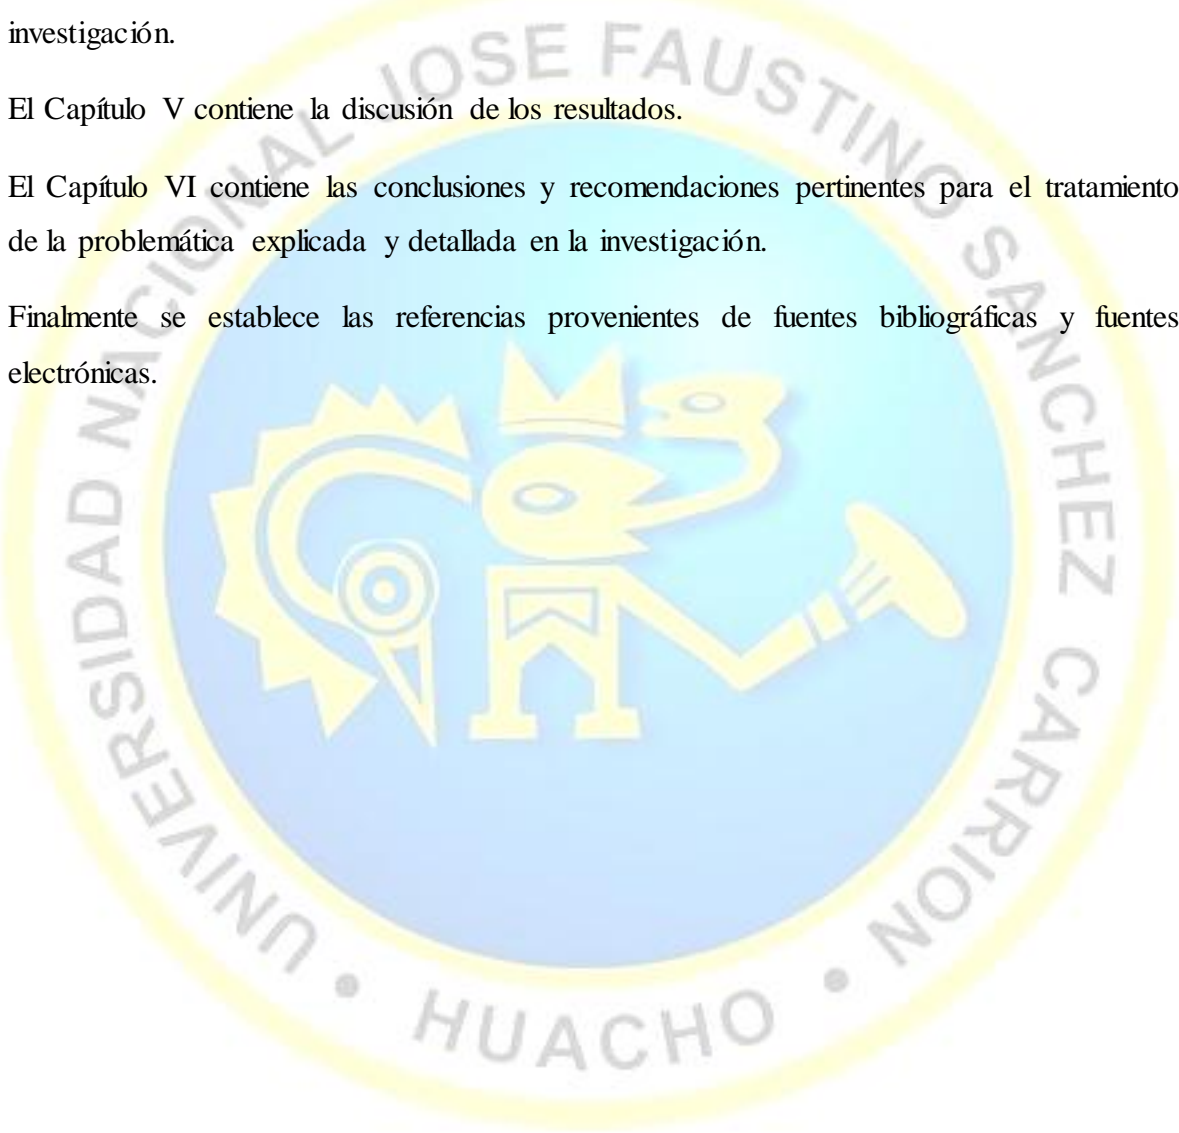 investigación.
El Capítulo V contiene la discusión de los resultados.
El Capítulo VI contiene las conclusiones y recomendaciones pertinentes para el tratamiento
de la problemática explicada y detallada en la investigación.
Finalmente se establece las referencias provenientes de fuentes bibliográficas y fuentes
electrónicas.
UNIVERSIDAD NACIONAL JOSE FAUSTINO SANCHEZ CARRION
• HUACHO •